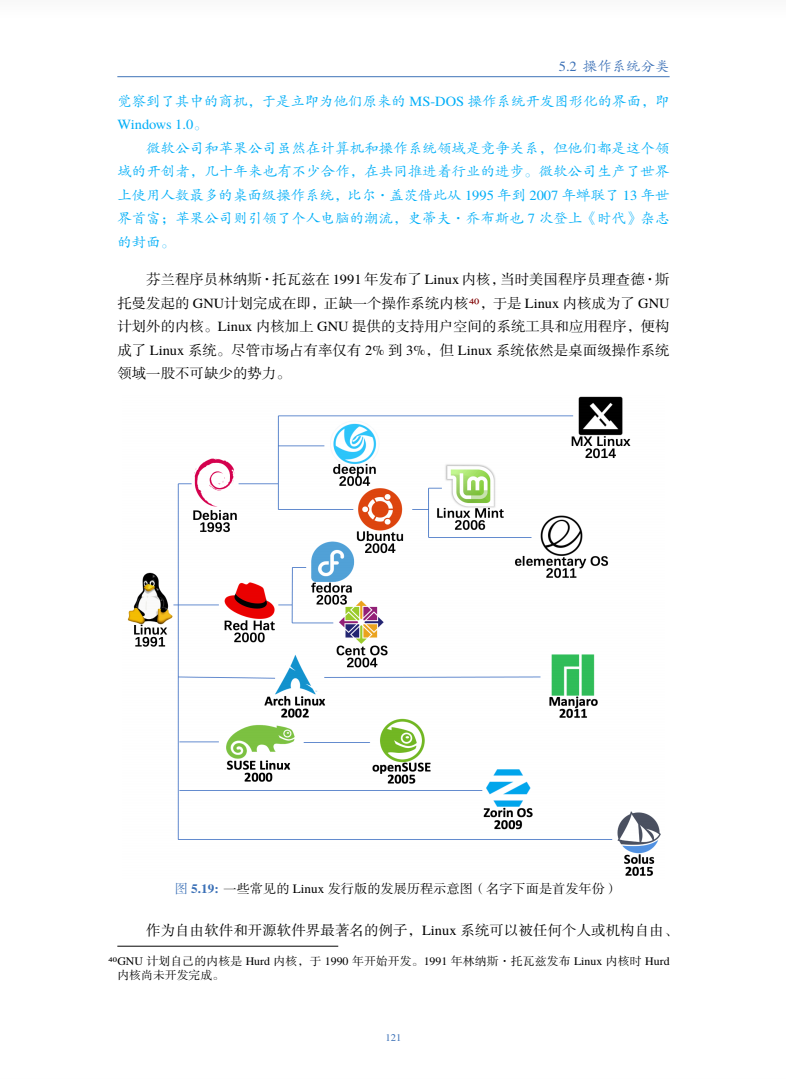 5.2 操作系统分类
觉察到了其中的商机，于是立即为他们原来的 MS-DOS 操作系统开发图形化的界面，即
Windows 1.0。
微软公司和苹果公司虽然在计算机和操作系统领域是竞争关系，但他们都是这个领
域的开创者，几十年来也有不少合作，在共同推进着行业的进步。微软公司生产了世界
上使用人数最多的桌面级操作系统，比尔·盖茨借此从 1995 年到 2007 年蝉联了 13 年世
界首富；苹果公司则引领了个人电脑的潮流，史蒂夫·乔布斯也 7 次登上《时代》杂志
的封面。
芬兰程序员林纳斯·托瓦兹在 1991 年发布了 Linux 内核，当时美国程序员理查德·斯
托曼发起的 GNU计划完成在即，正缺一个操作系统内核⁴⁰，于是 Linux 内核成为了 GNU
计划外的内核。Linux 内核加上 GNU 提供的支持用户空间的系统工具和应用程序，便构
成了 Linux 系统。尽管市场占有率仅有 2% 到 3%，但 Linux 系统依然是桌面级操作系统
领域一股不可缺少的势力。
MX Linux
2014
deepin
2004
Debian
1993
Linux Mint
2006
Ubuntu
2004
elementary OS
2011
fedora
2003
Linux
1991
Red Hat
2000
Cent OS
2004
Arch Linux
2002
Manjaro
2011
SUSE Linux
2000
openSUSE
2005
Zorin OS
2009
Solus
2015
图 5.19: 一些常见的 Linux 发行版的发展历程示意图（名字下面是首发年份）
作为自由软件和开源软件界最著名的例子，Linux 系统可以被任何个人或机构自由、
⁴⁰GNU 计划自己的内核是 Hurd 内核，于 1990 年开始开发。1991 年林纳斯·托瓦兹发布 Linux 内核时 Hurd
内核尚未开发完成。
121